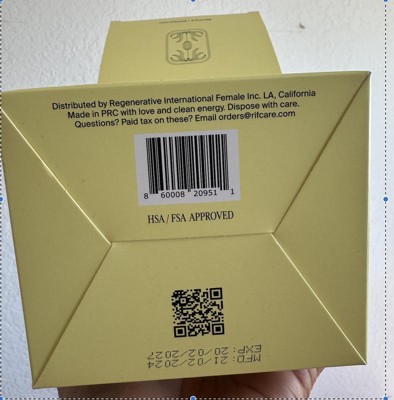 Distributed by Regenerative International Female Inc. LA, California
Made in PRC with love and clean energy. Dispose with care.
Questions? Paid tax on these? Email orders@rifcare.com
8 60008 20951 1
HSA / FSA APPROVED
MFD: 21/02/2024
EXP: 20/02/2027